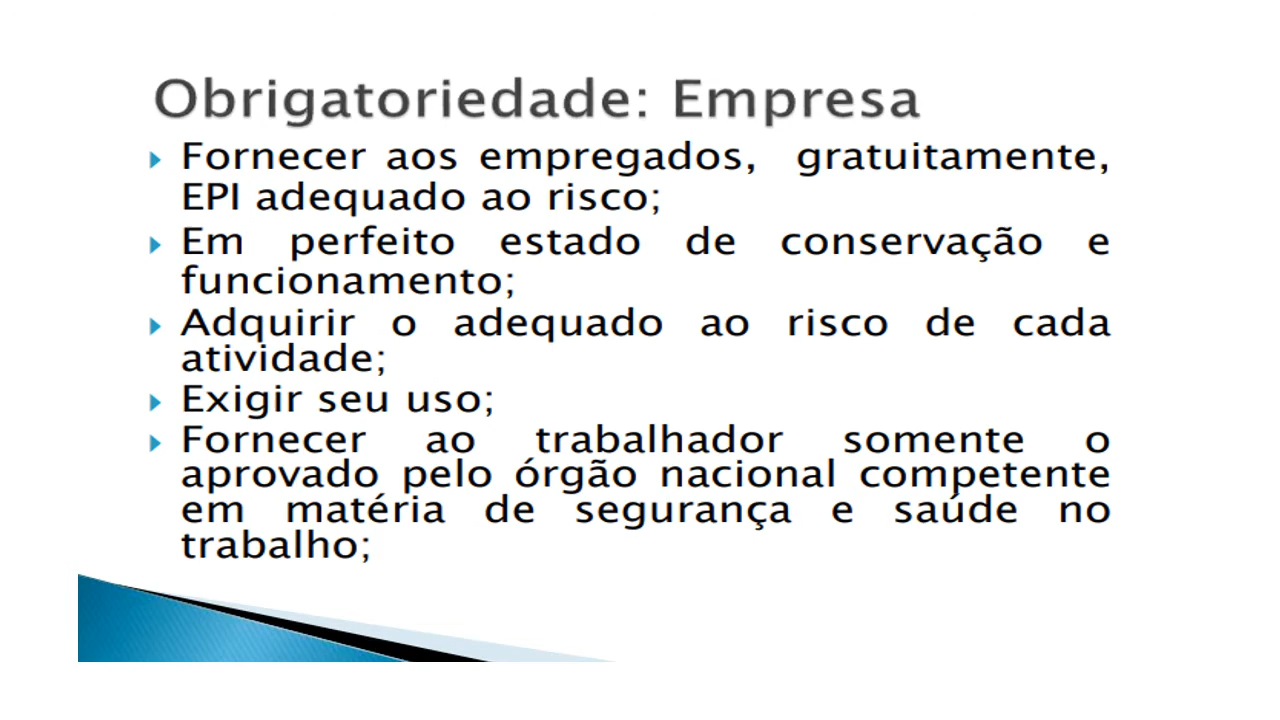 Obrigatoriedade: Empresa
Fornecer aos empregados, gratuitamente,
EPI adequado ao risco;
Em perfeito estado de conservação e
funcionamento;
Adquirir o adequado ao risco de cada
atividade;
Exigir seu uso;
Fornecer ao trabalhador somente o
aprovado pelo órgão nacional competente
em matéria de segurança e saúde no
trabalho;